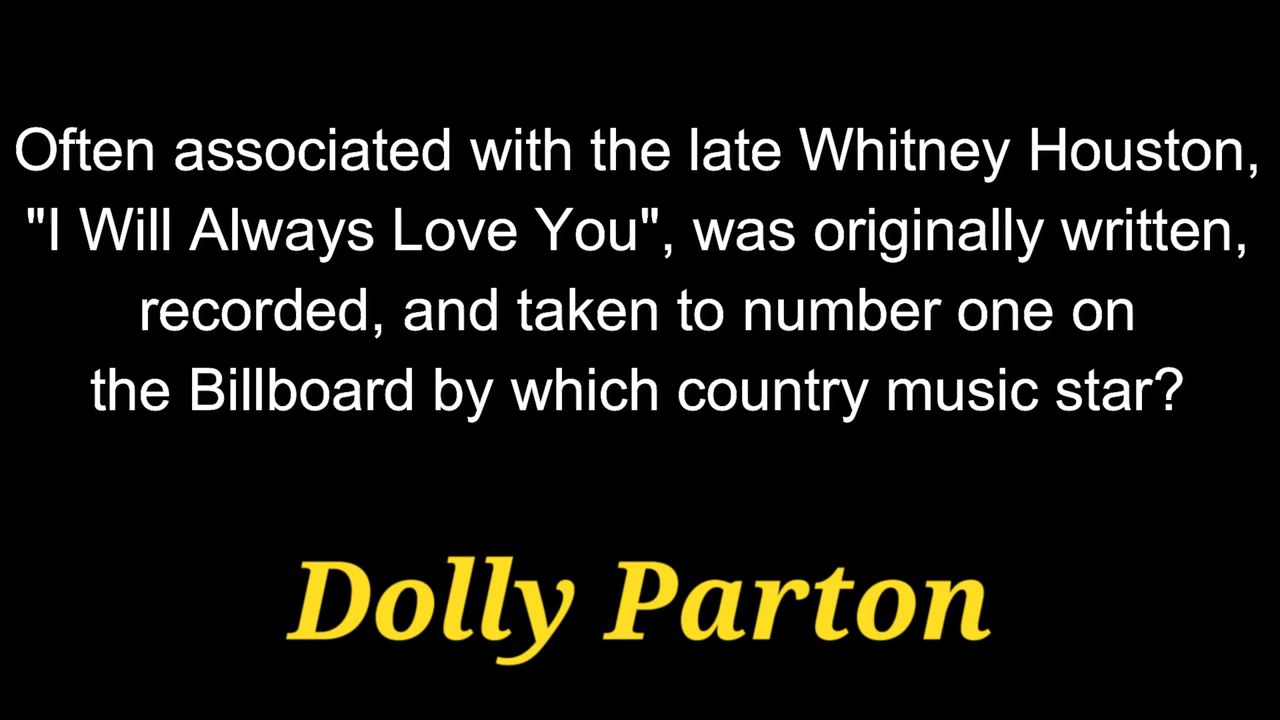 Often associated with the late Whitney Houston,
"I Will Always Love You", was originally written,
recorded, and taken to number one on
the Billboard by which country music star?
Dolly Parton